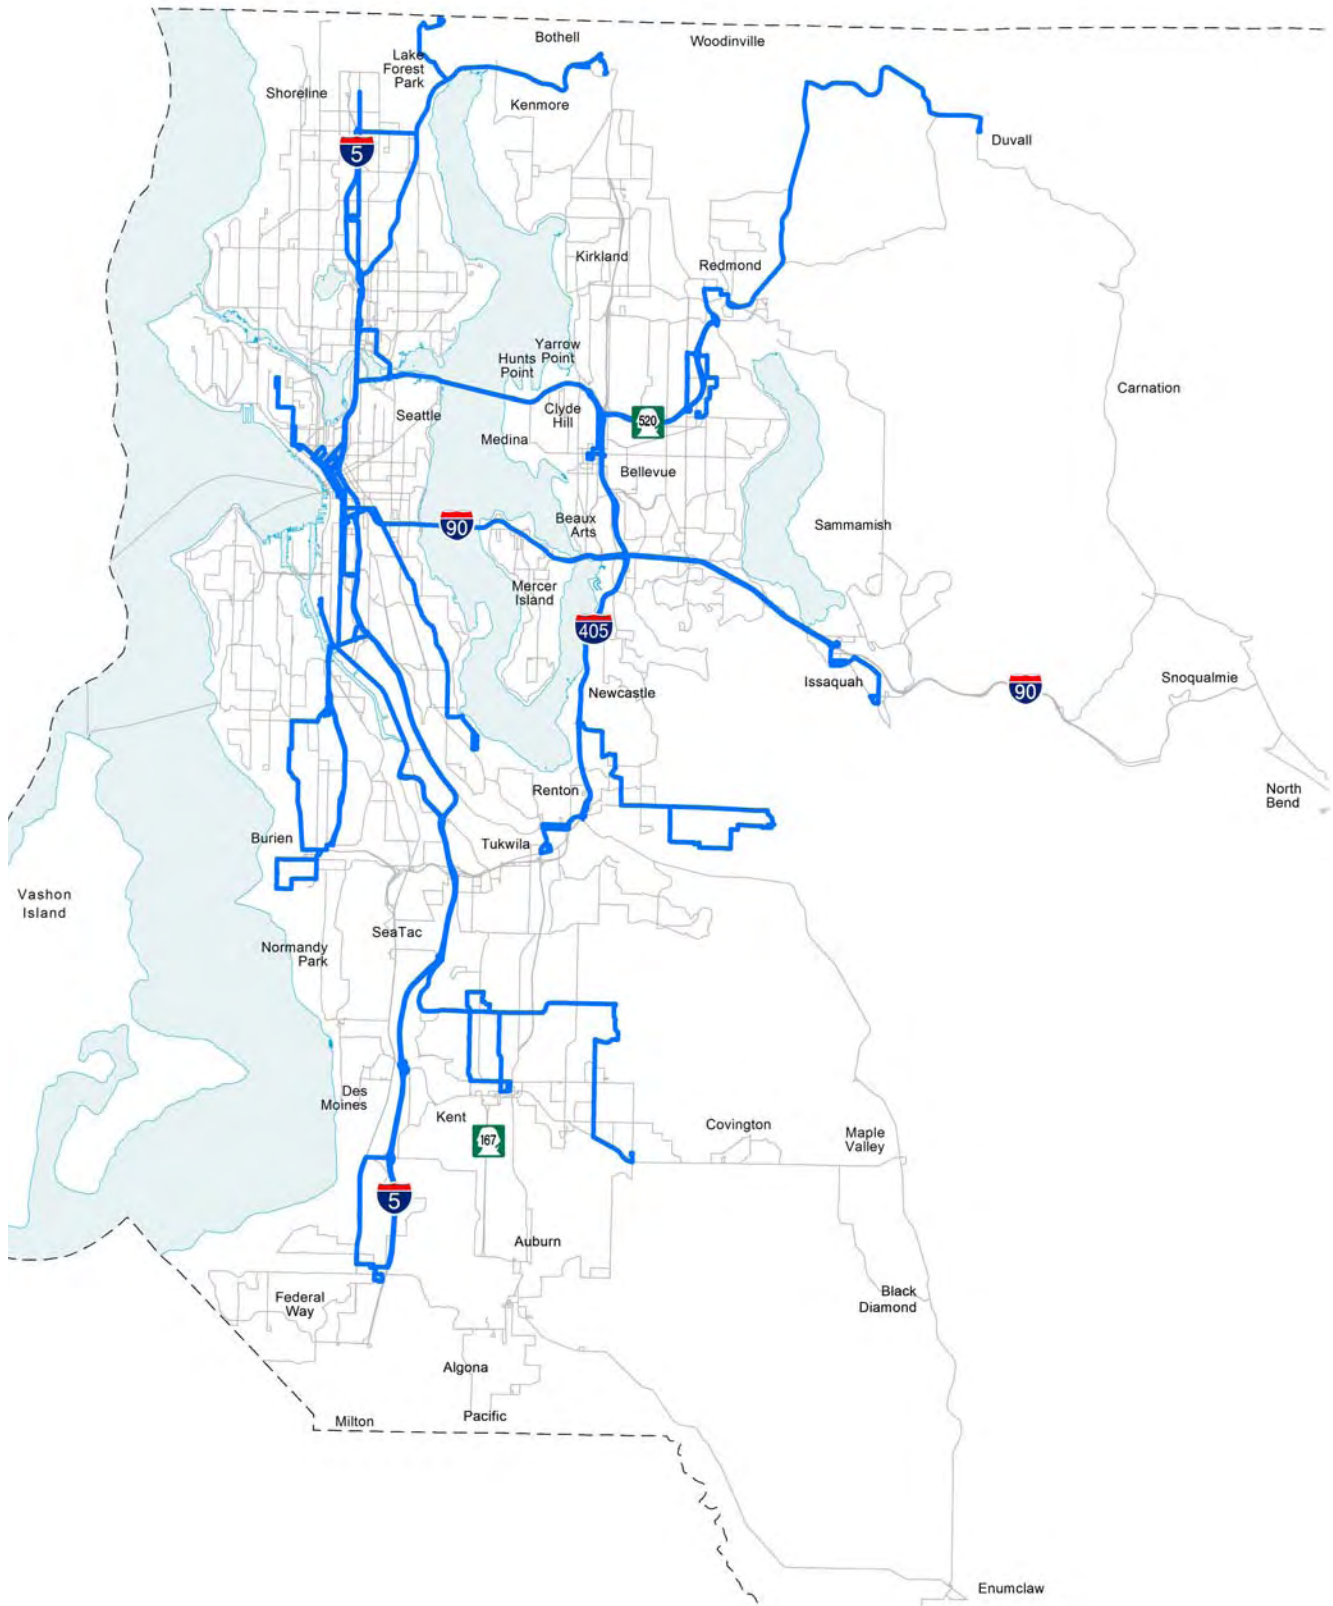 Bothell
Woodinville
Lake
Forest
Park
Shoreline
Kenmore
5
Duvall
Kirkland
Redmond
Yarrow
Point
Hunts
Point
Carnation
Clyde
Hill
Seattle
520
Medina
Bellevue
Beaux
Arts
90
Sammamish
Mercer
Island
405
Issaquah
90
Snoqualmie
Newcastle
Renton
North
Bend
Burien
Tukwila
Vashon
Island
SeaTac
Normandy
Park
Des
Moines
Kent
167
Covington
Maple
Valley
5
Auburn
Federal
Way
Black
Diamond
Algona
Pacific
Milton
Enumclaw